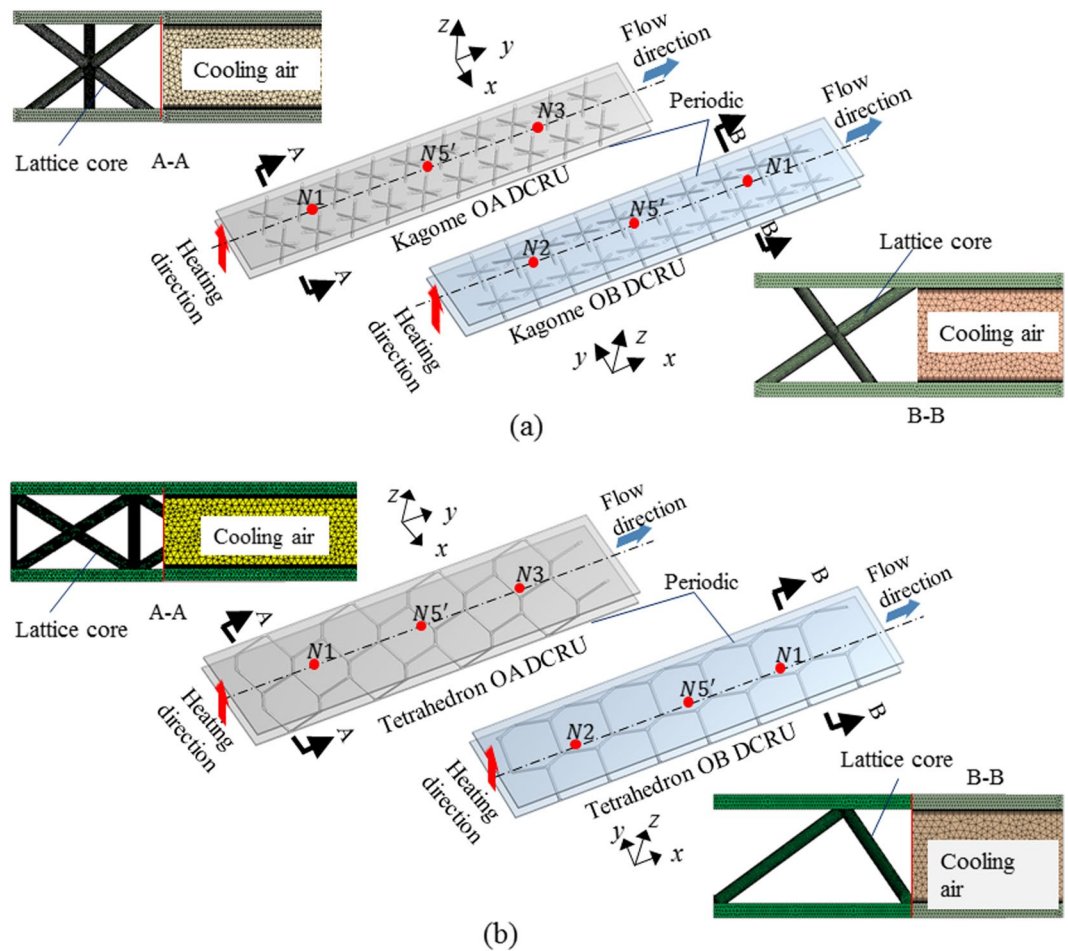 z
y
x
Flow
direction
Cooling air
Lattice core
A-A
A
A
N1
N5′
N3
Periodic
Kagome OA DCRU
Heating
direction
Flow
direction
B
B
N2
N5′
N1
Kagome OB DCRU
Heating
direction
y
z
x
Lattice core
Cooling air
B-B
(a)
Cooling air
Lattice core
A-A
z
y
x
Flow
direction
A
A
N1
N5′
N3
Periodic
Tetrahedron OA DCRU
Heating
direction
Flow
direction
B
B
N2
N5′
N1
Tetrahedron OB DCRU
Heating
direction
y
z
x
Lattice core
B-B
Cooling
air
(b)